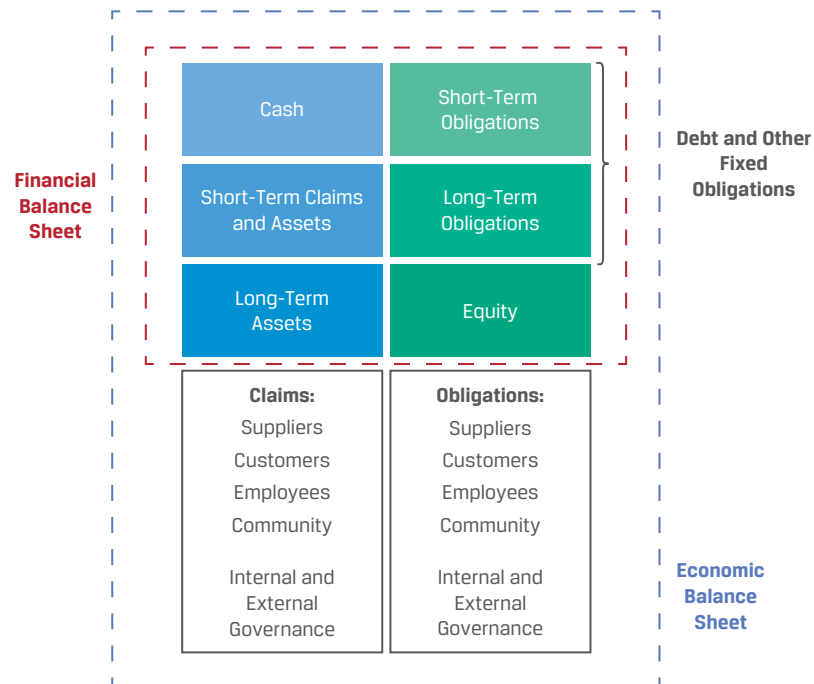 Cash
Short-Term
Obligations
Debt and Other
Fixed
Obligations
Financial
Balance
Sheet
Short-Term Claims
and Assets
Long-Term
Obligations
Long-Term
Assets
Equity
Claims:
Suppliers
Customers
Employees
Community
Internal and
External
Governance
Obligations:
Suppliers
Customers
Employees
Community
Internal and
External
Governance
Economic
Balance
Sheet